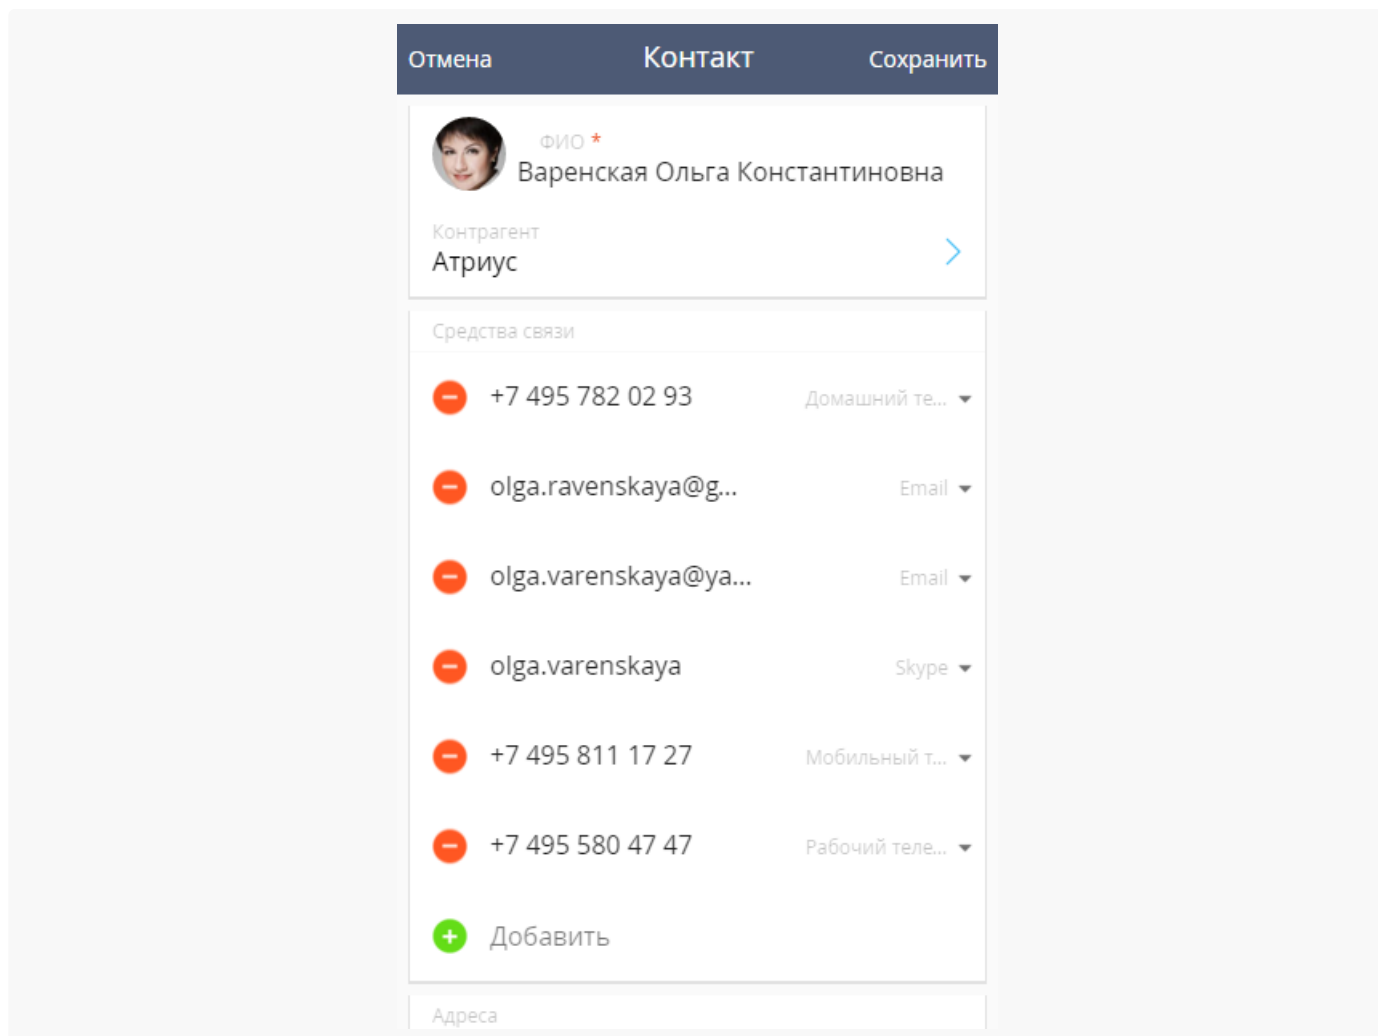 Отмена Контакт Сохранить
ФИО *
Варенская Ольга Константиновна
Контрагент
Атриус
Средства связи
+7 495 782 02 93 Домашний те...
olga.ravenskaya@g... Email
olga.varenskaya@ya... Email
olga.varenskaya Skype
+7 495 811 17 27 Мобильный т...
+7 495 580 47 47 Рабочий теле...
Добавить
Адреса